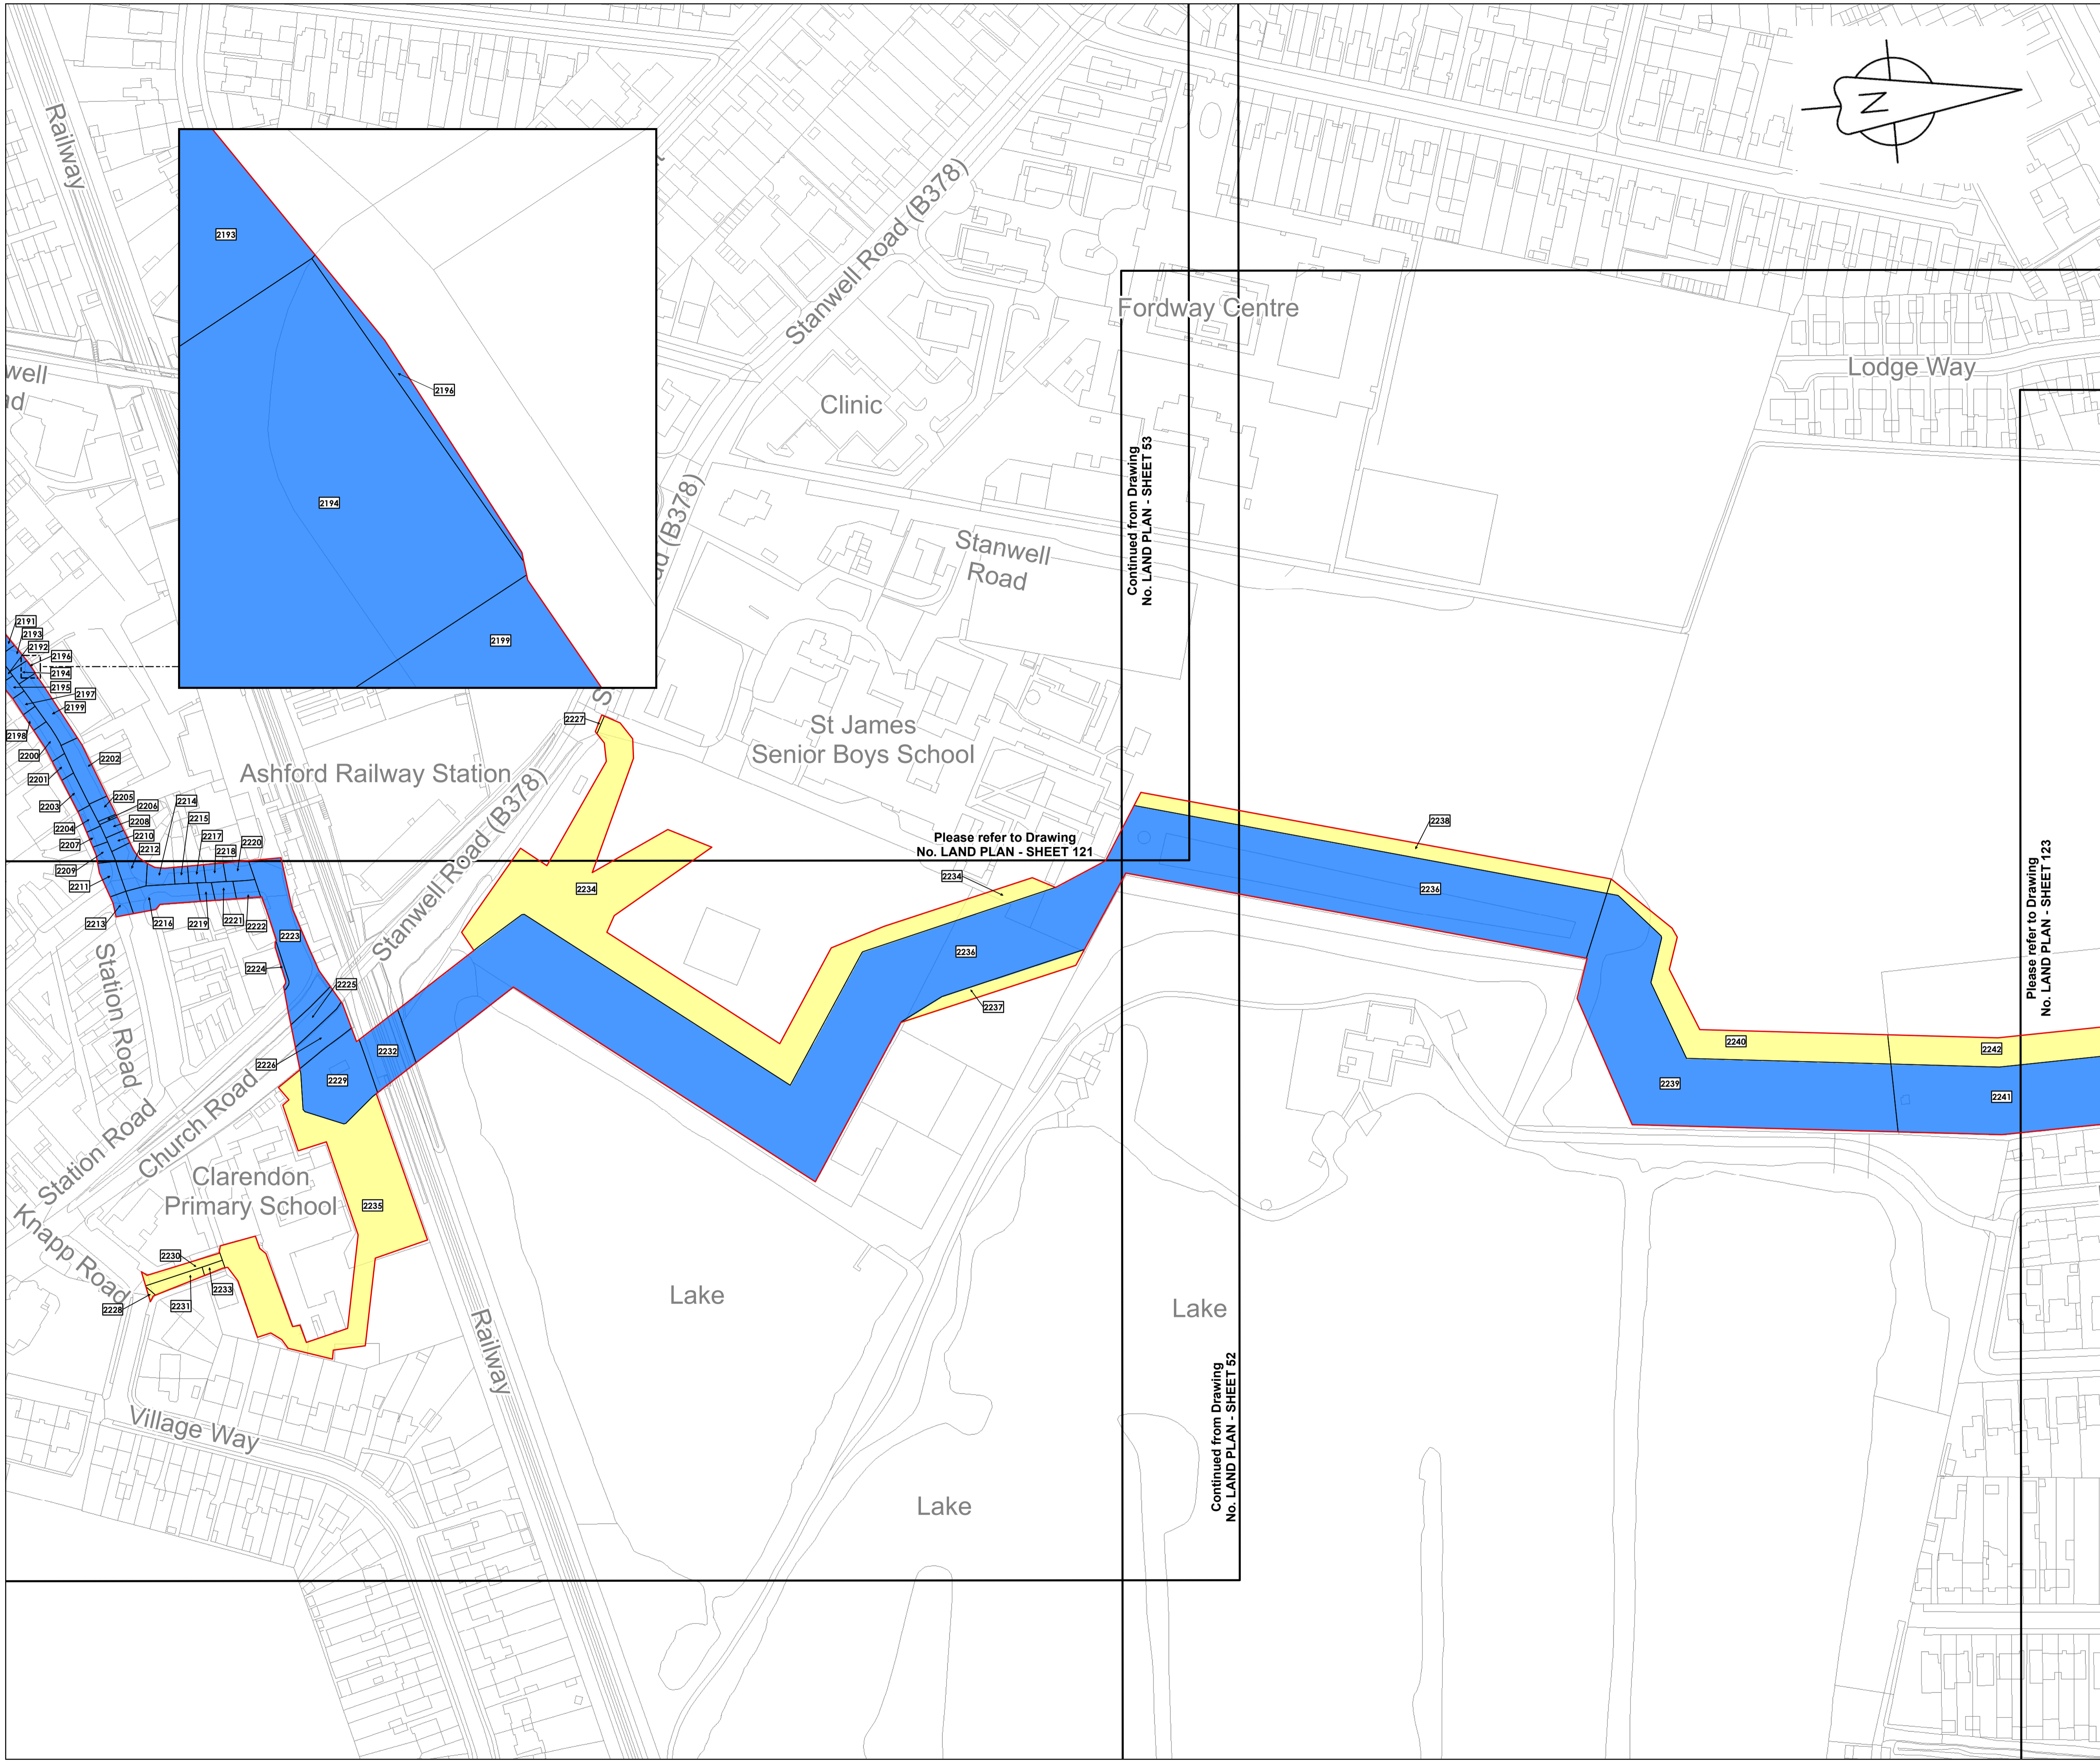 Railway
N
Stanwell Road (B378)
Fordway Centre
Lodge Way
2193
2196
2194
2199
well
Clinic
Continued from Drawing
No. LAND PLAN - SHEET 53
Stanwell
Road
ad (B378)
2191
2193
2192
2196
2194
2195
2197
2199
2198
2200
2202
2201
2203
2205
2206
2204
2208
2207
2210
2209
2212
2211
2213
2214
2215
2217
2218
2220
2216
2219
2221
2222
2223
2224
2225
2226
2227
Ashford Railway Station
Stanwell Road (B378)
St James
Senior Boys School
Please refer to Drawing
No. LAND PLAN - SHEET 121
2234
2234
2236
2237
2238
2236
Please refer to Drawing
No. LAND PLAN - SHEET 123
2240
2242
2239
2241
Station Road
2232
2229
Station Road
Church Road
Knapp Road
Clarendon
Primary School
2235
2230
2233
2228
2231
Railway
Lake
Lake
Lake
Continued from Drawing
No. LAND PLAN - SHEET 52
Village Way